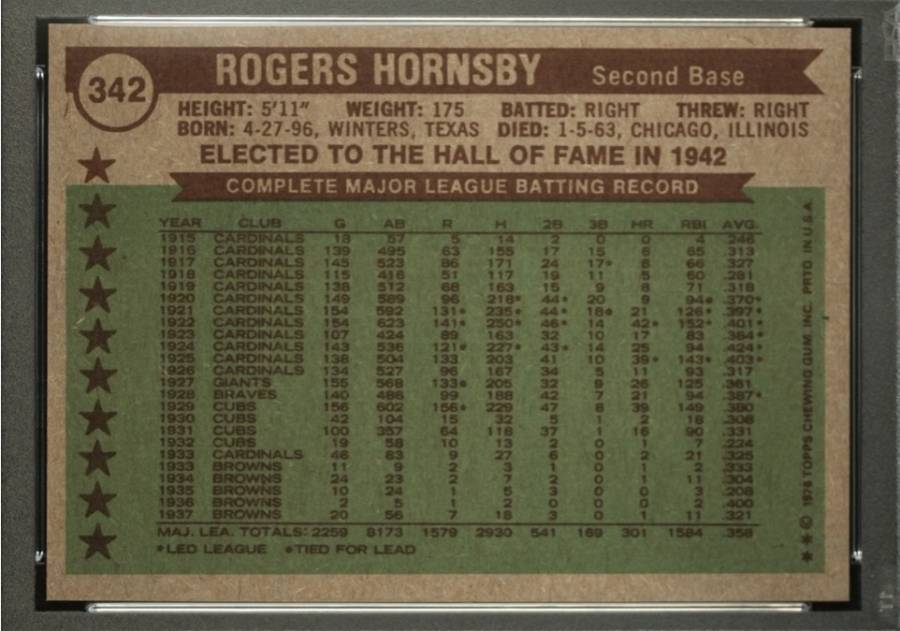 342
ROGERS HORNSBY Second Base
HEIGHT: 5'11" WEIGHT: 175 BATTED: RIGHT THREW: RIGHT
BORN: 4-27-96, WINTERS, TEXAS DIED: 1-5-63, CHICAGO, ILLINOIS
ELECTED TO THE HALL OF FAME IN 1942
COMPLETE MAJOR LEAGUE BATTING RECORD
YEAR CLUB G AB R H 2B 3B HR RBI AVG.
1915 CARDINALS 18 57 5 14 2 0 0 4 .246
1916 CARDINALS 139 495 63 155 17 15 6 65 .313
1917 CARDINALS 145 523 86 171 24 17* 8 66 .327
1918 CARDINALS 115 416 51 117 19 11 5 60 .281
1919 CARDINALS 138 512 68 163 15 9 8 71 .318
1920 CARDINALS 149 589 96 218* 44* 20 9 94• .370*
1921 CARDINALS 154 592 131* 235* 44* 18• 21 126* .397*
1922 CARDINALS 154 623 141* 250* 46* 14 42* 152* .401*
1923 CARDINALS 107 424 89 163 32 10 17 83 .384*
1924 CARDINALS 143 536 121• 227* 43* 14 25 94 .424*
1925 CARDINALS 138 504 133 203 41 10 39* 143* .403*
1926 CARDINALS 134 527 96 167 34 5 11 93 .317
1927 GIANTS 155 568 133• 205 32 9 26 125 .361
1928 BRAVES 140 486 99 188 42 7 21 94 .387*
1929 CUBS 156 602 156* 229 47 8 39 149 .380
1930 CUBS 42 104 15 32 5 1 2 18 .308
1931 CUBS 100 357 64 118 37 1 16 90 .331
1932 CUBS 19 58 10 13 2 0 1 7 .224
1933 CARDINALS 46 83 9 27 6 0 2 21 .325
1933 BROWNS 11 9 2 3 1 0 1 2 .333
1934 BROWNS 24 23 2 7 2 0 1 11 .304
1935 BROWNS 10 24 1 5 3 0 0 3 .208
1936 BROWNS 2 5 1 2 0 0 0 2 .400
1937 BROWNS 20 56 7 18 3 0 1 11 .321
MAJ. LEA. TOTALS: 2259 8173 1579 2930 541 169 301 1584 .358
*LED LEAGUE •TIED FOR LEAD
**© 1976 TOPPS CHEWING GUM, INC. PRTD. IN U.S.A.